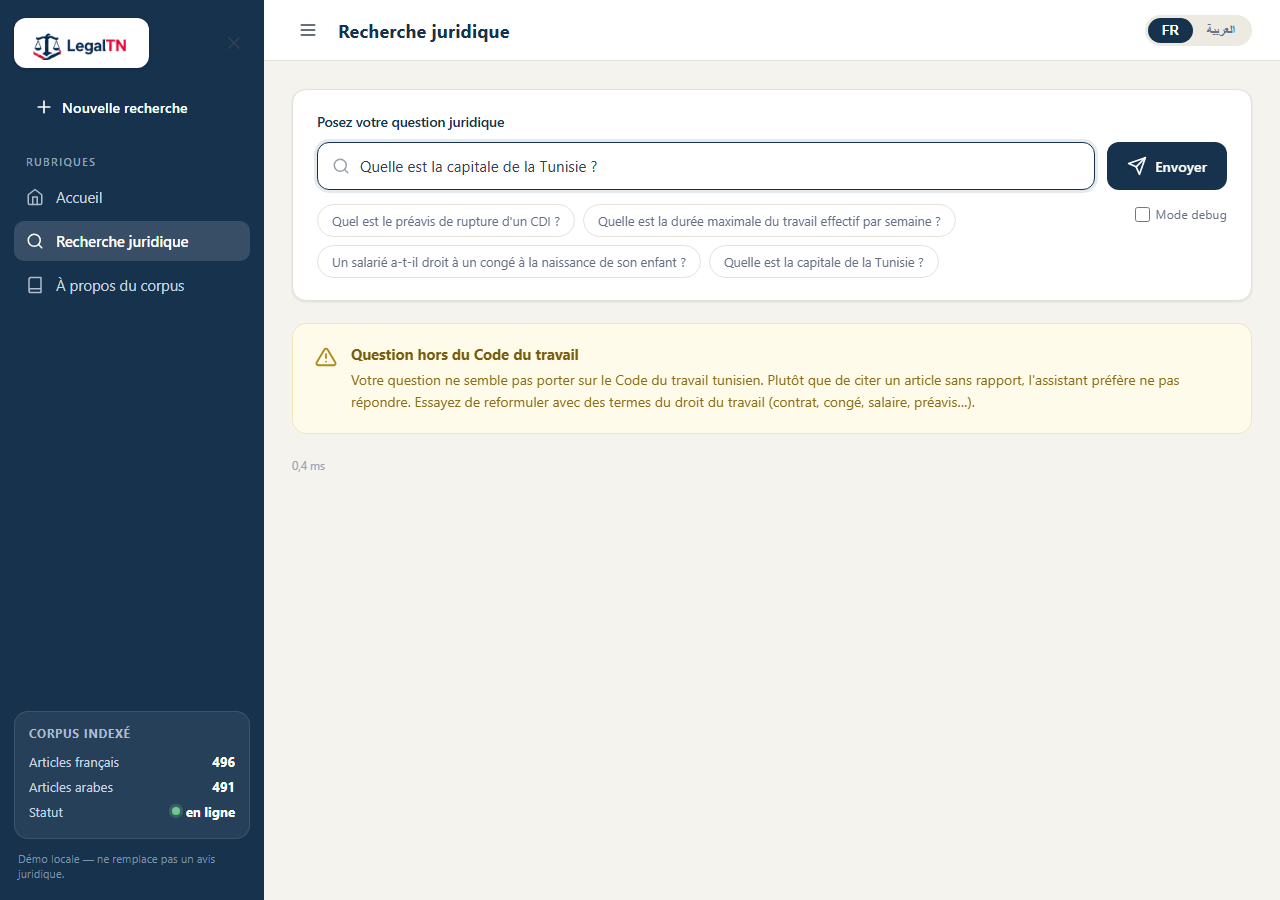 LegalTN
Nouvelle recherche
RUBRIQUES
Accueil
Recherche juridique
À propos du corpus
CORPUS INDEXÉ
Articles français 496
Articles arabes 491
Statut en ligne
Démo locale — ne remplace pas un avis
juridique.
Recherche juridique
FR العربية
Posez votre question juridique
Quelle est la capitale de la Tunisie ?
Envoyer
Quel est le préavis de rupture d'un CDI ?
Quelle est la durée maximale du travail effectif par semaine ?
Mode debug
Un salarié a-t-il droit à un congé à la naissance de son enfant ?
Quelle est la capitale de la Tunisie ?
Question hors du Code du travail
Votre question ne semble pas porter sur le Code du travail tunisien. Plutôt que de citer un article sans rapport, l'assistant préfère ne pas
répondre. Essayez de reformuler avec des termes du droit du travail (contrat, congé, salaire, préavis…).
0,4 ms